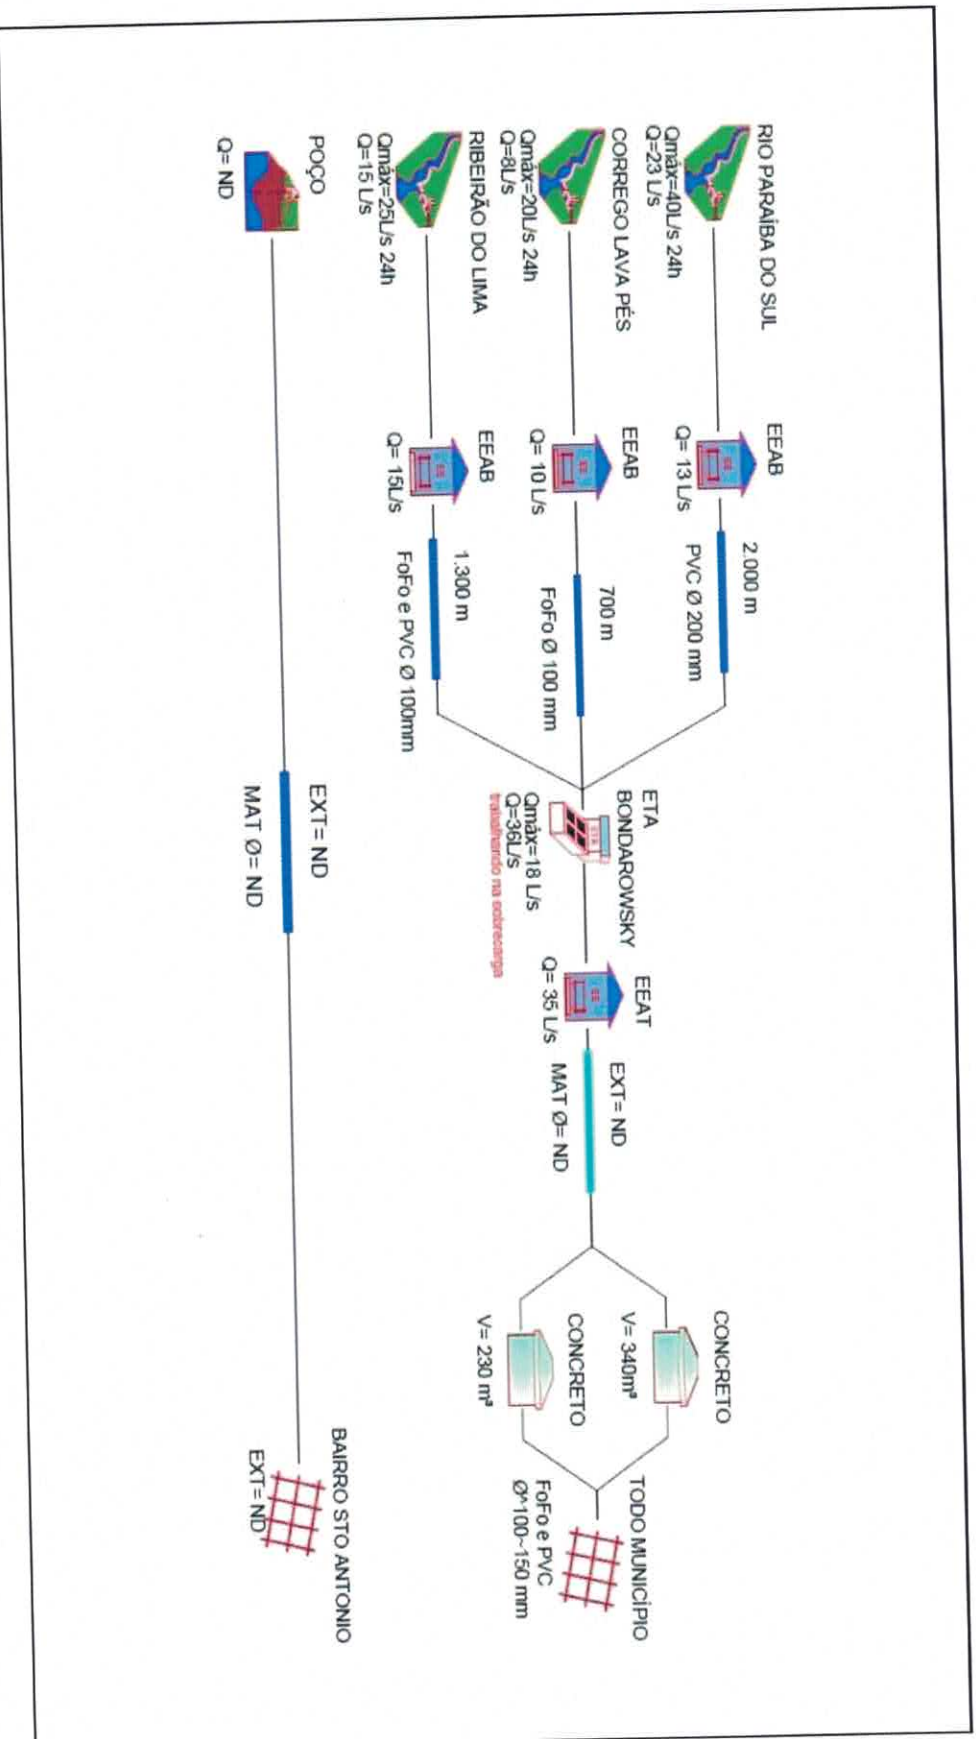 RIO PARAÍBA DO SUL
Qmáx=40L/s 24h
Q=23 L/s
EEAB
Q= 13 L/s
2.000 m
PVC Ø 200 mm
CORREGO LAVA PÉS
Qmáx=20L/s 24h
Q=8L/s
EEAB
Q= 10 L/s
700 m
FoFo Ø 100 mm
RIBEIRÃO DO LIMA
Qmáx=25L/s 24h
Q=15 L/s
EEAB
Q= 15L/s
1.300 m
FoFo e PVC Ø 100mm
ETA
BONDAROWSKY
Qmáx=18 L/s
Q=36L/s
trabalhando na sobrecarga
EEAT
Q= 35 L/s
EXT= ND
MAT Ø= ND
CONCRETO
V= 340m³
CONCRETO
V= 230 m³
TODO MUNICÍPIO
FoFo e PVC
Ø^100~150 mm
POÇO
Q= ND
EXT= ND
MAT Ø= ND
BAIRRO STO ANTONIO
EXT= ND